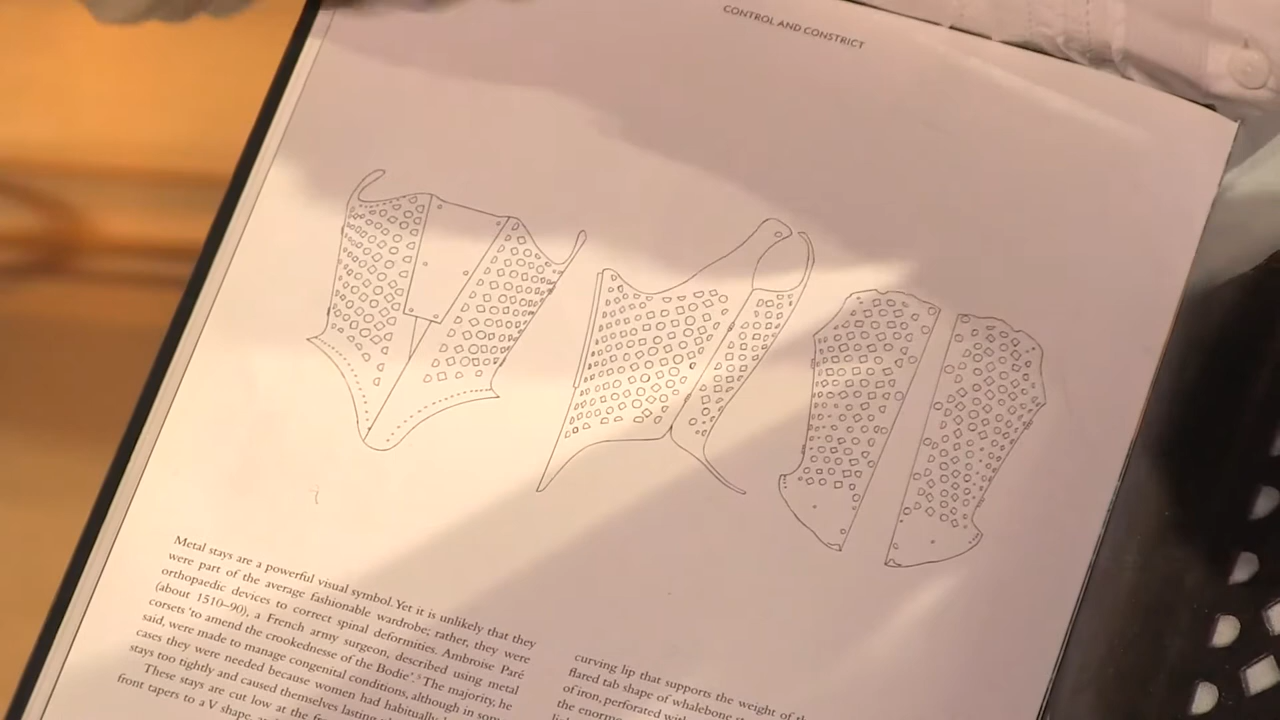 CONTROL AND CONSTRICT
Metal stays are a powerful visual symbol. Yet it is unlikely that they
were part of the average fashionable wardrobe; rather, they were
orthopaedic devices to correct spinal deformities. Ambroise Paré
(about 1510–90), a French army surgeon, described using metal
corsets ‘to amend the crookednesse of the Bodie’.³ The majority, he
said, were made to manage congenital conditions, although in some
cases they were needed because women had habitually
stays too tightly and caused themselves lasting
These stays are cut low at the
front tapers to a V shape,
curving lip that supports the weight of
flared tab shape of whalebone
of iron, perforated with
the enormous